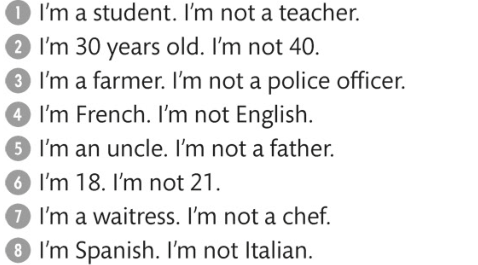 1 I'm a student. I'm not a teacher.
2 I'm 30 years old. I'm not 40.
3 I'm a farmer. I'm not a police officer.
4 I'm French. I'm not English.
5 I'm an uncle. I'm not a father.
6 I'm 18. I'm not 21.
7 I'm a waitress. I'm not a chef.
8 I'm Spanish. I'm not Italian.